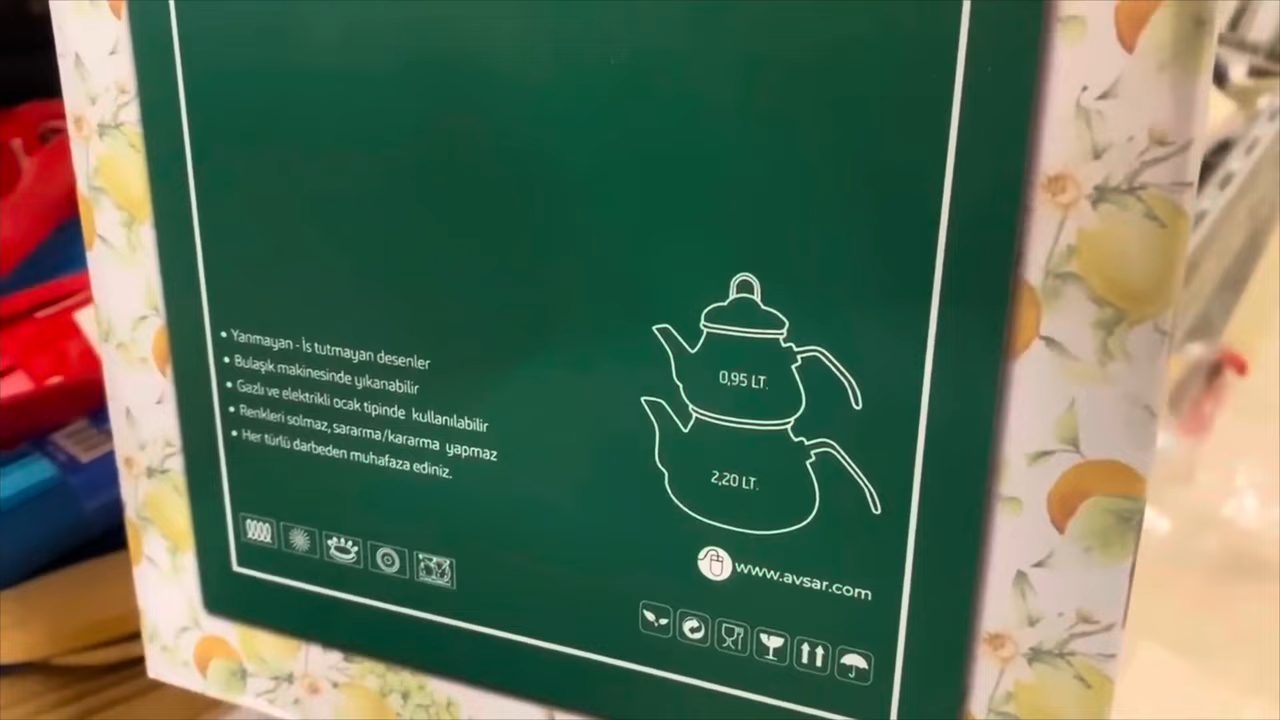 • Yanmayan - İs tutmayan desenler
• Bulaşık makinesinde yıkanabilir
• Gazlı ve elektrikli ocak tipinde kullanılabilir
• Renkleri solmaz, sararma/kararma yapmaz
• Her türlü darbeden muhafaza ediniz.
0,95 LT.
2,20 LT.
www.avsar.com